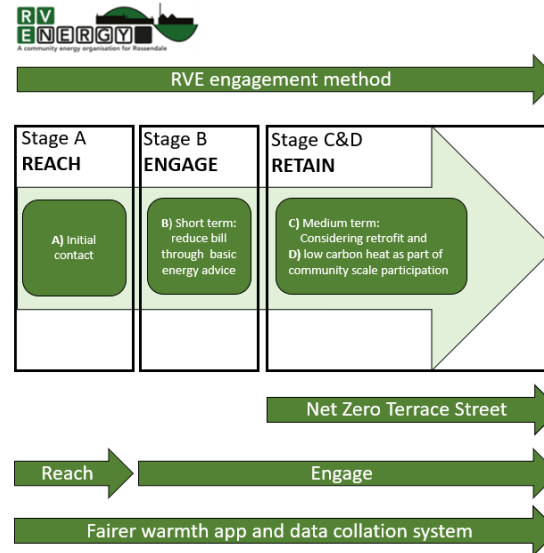 RV
ENERGY
A community energy organisation for Rossendale
RVE engagement method
Stage A
REACH
A) Initial
contact
Stage B
ENGAGE
B) Short term:
reduce bill
through basic
energy advice
Stage C&D
RETAIN
C) Medium term:
Considering retrofit and
D) low carbon heat as part of
community scale participation
Net Zero Terrace Street
Reach
Engage
Fairer warmth app and data collation system